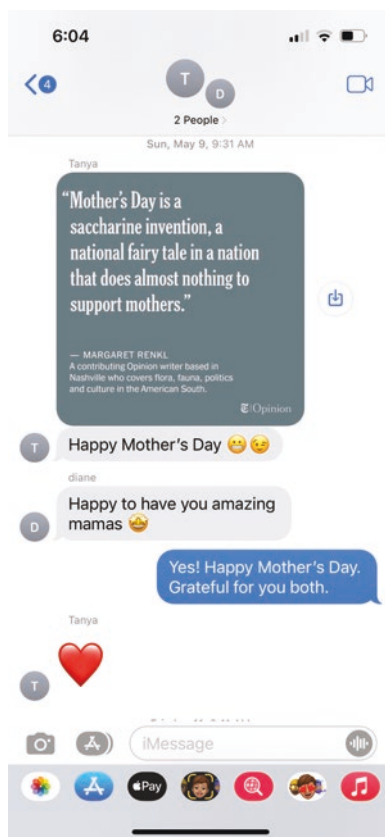 6:04
4
T
D
2 People
Sun, May 9, 9:31 AM
Tanya
“Mother’s Day is a
saccharine invention, a
national fairy tale in a nation
that does almost nothing to
support mothers.”
— MARGARET RENKL
A contributing Opinion writer based in
Nashville who covers flora, fauna, politics
and culture in the American South.
T|Opinion
T
Happy Mother’s Day 😬😉
diane
Happy to have you amazing
D
mamas 🤩
Yes! Happy Mother’s Day.
Grateful for you both.
Tanya
T
iMessage
Pay